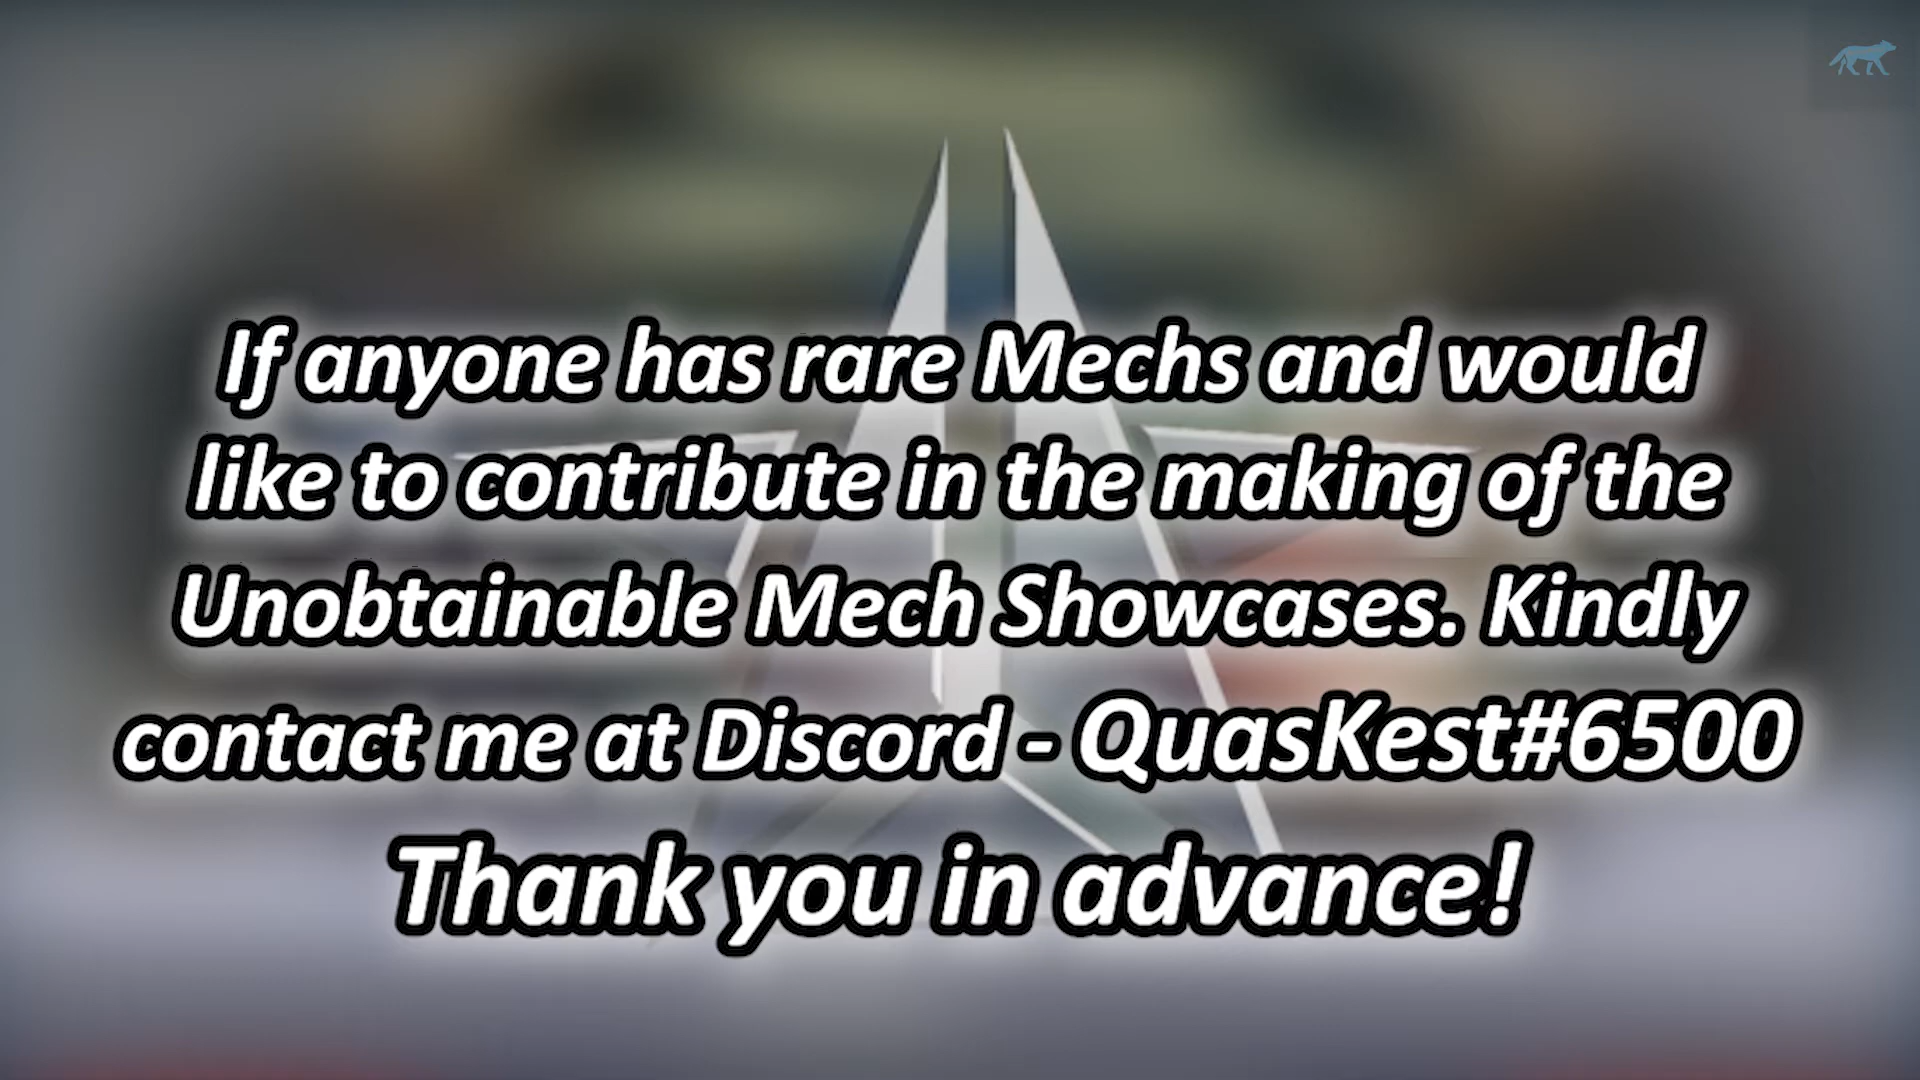 If anyone has rare Mechs and would
like to contribute in the making of the
Unobtainable Mech Showcases. Kindly
contact me at Discord - QuasKest#6500
Thank you in advance!